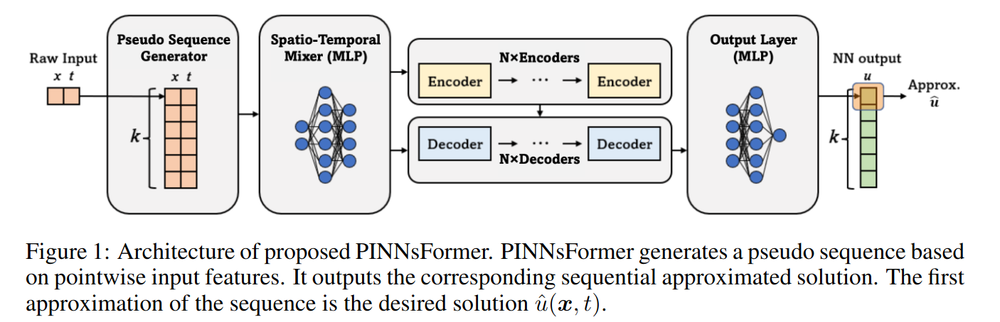 Raw Input
x t
Pseudo Sequence
Generator
x t
k
Spatio-Temporal
Mixer (MLP)
N×Encoders
Encoder
...
Encoder
Decoder
...
Decoder
N×Decoders
Output Layer
(MLP)
NN output
u
k
Approx.
û
Figure 1: Architecture of proposed PINNsFormer. PINNsFormer generates a pseudo sequence based
on pointwise input features. It outputs the corresponding sequential approximated solution. The first
approximation of the sequence is the desired solution û(x, t).